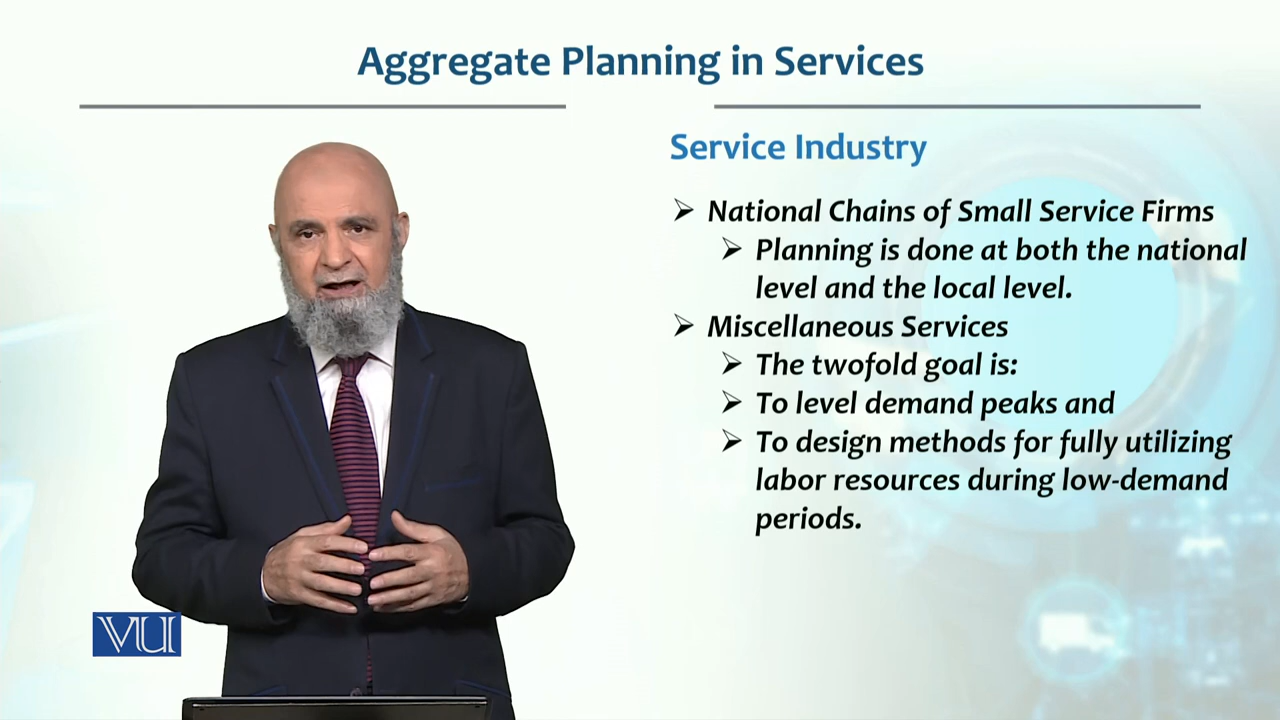 Aggregate Planning in Services
Service Industry
➢ National Chains of Small Service Firms
➢ Planning is done at both the national
level and the local level.
➢ Miscellaneous Services
➢ The twofold goal is:
➢ To level demand peaks and
➢ To design methods for fully utilizing
labor resources during low-demand
periods.
VU